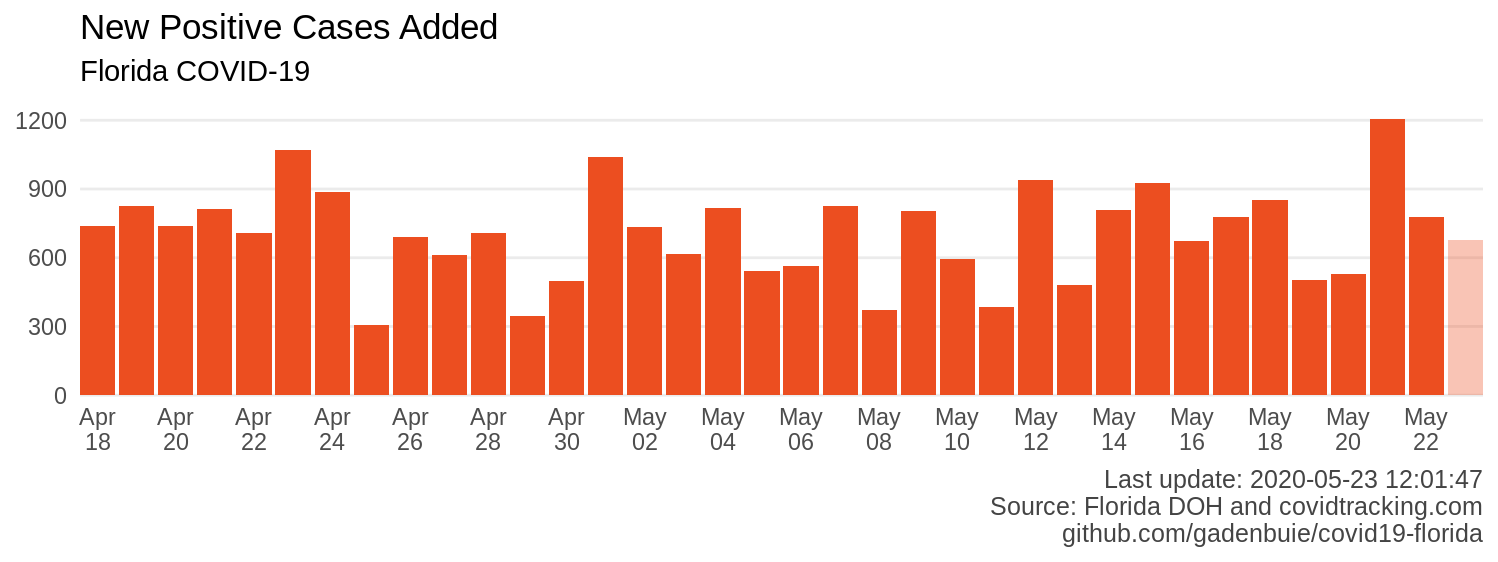 New Positive Cases Added
Florida COVID-19
1200
900
600
300
0
Apr Apr Apr Apr Apr Apr Apr May May May May May May May May May May May
18 20 22 24 26 28 30 02 04 06 08 10 12 14 16 18 20 22
Last update: 2020-05-23 12:01:47
Source: Florida DOH and covidtracking.com
github.com/gadenbuie/covid19-florida